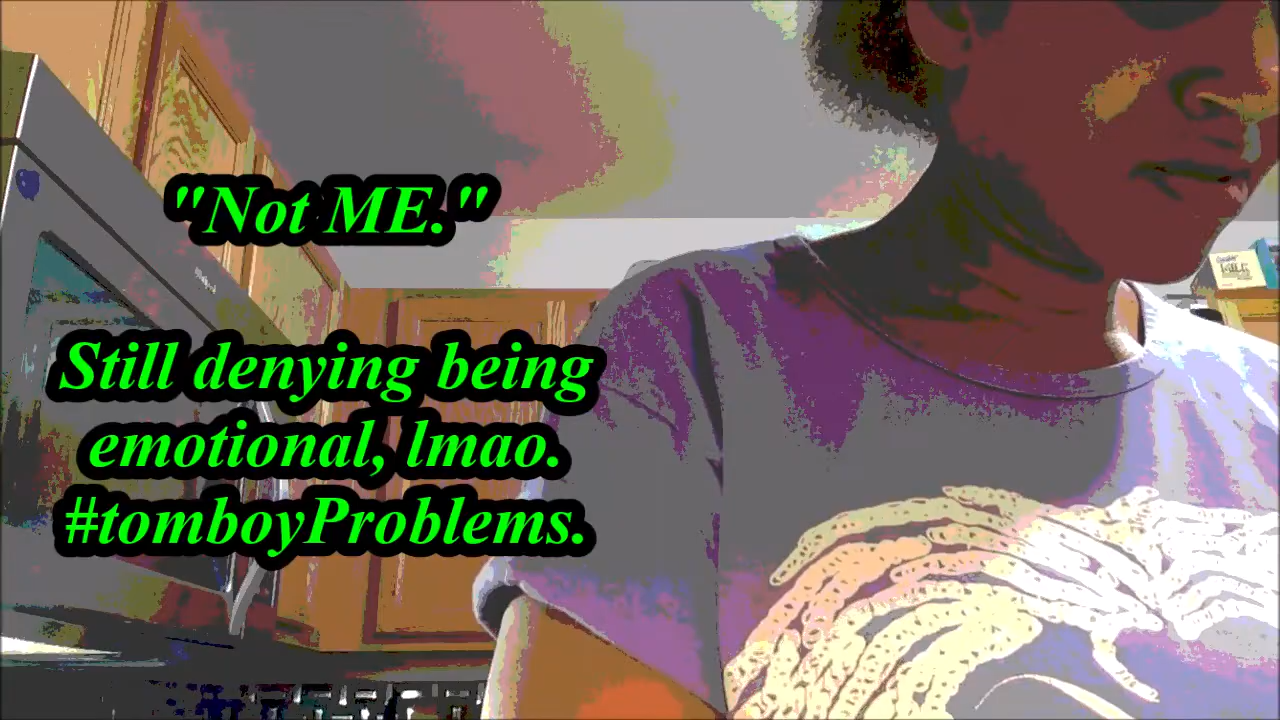 "Not ME."
Still denying being
emotional, lmao.
#tomboyProblems.